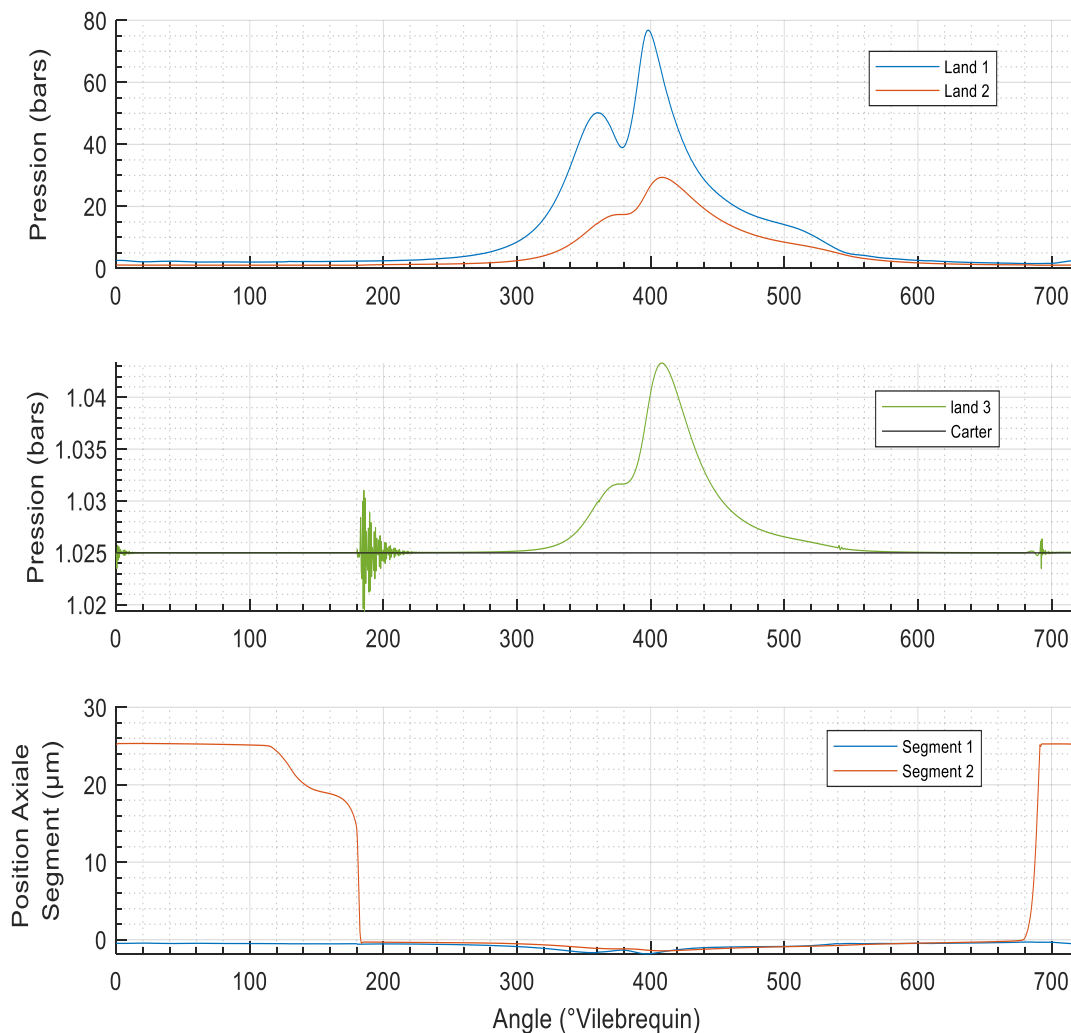 80
60
40
20
0
Pression (bars)
Land 1
Land 2
0 100 200 300 400 500 600 700
1.04
1.035
1.03
1.025
1.02
Pression (bars)
land 3
Carter
0 100 200 300 400 500 600 700
30
20
10
0
Position Axiale
Segment (µm)
Segment 1
Segment 2
0 100 200 300 400 500 600 700
Angle (°Vilebrequin)